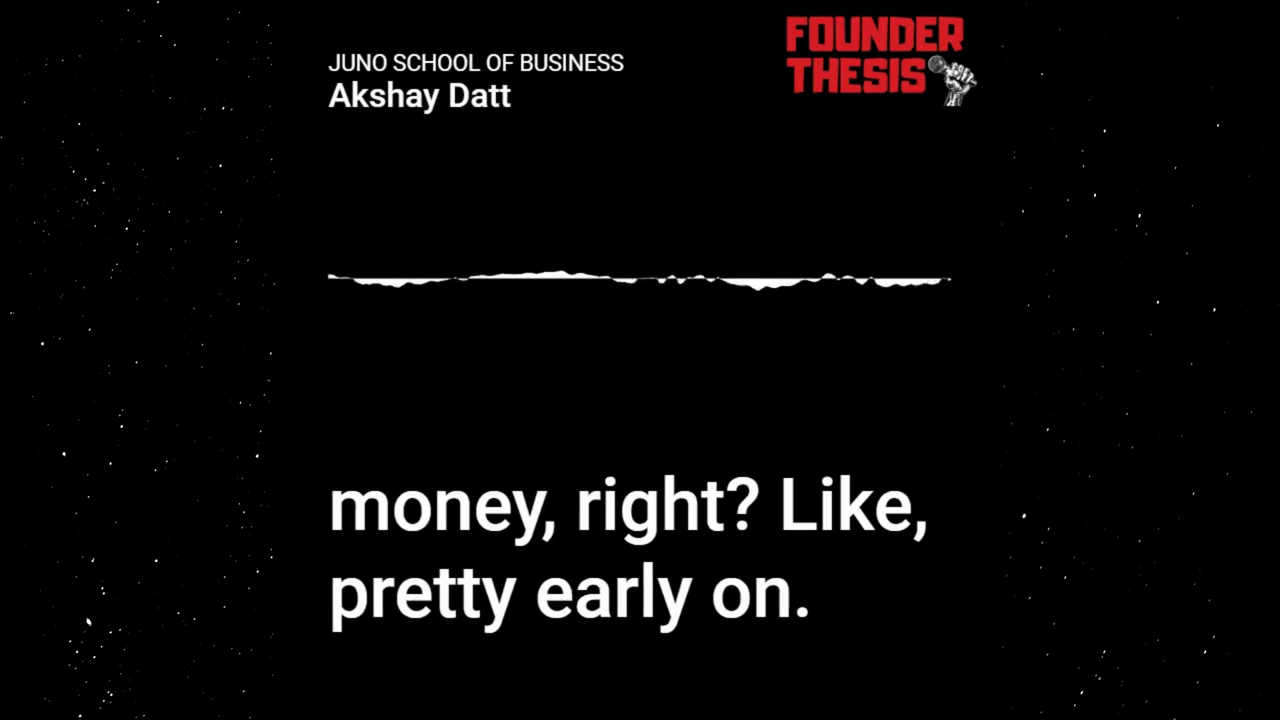 JUNO SCHOOL OF BUSINESS
Akshay Datt
FOUNDER
THESIS
money, right? Like,
pretty early on.